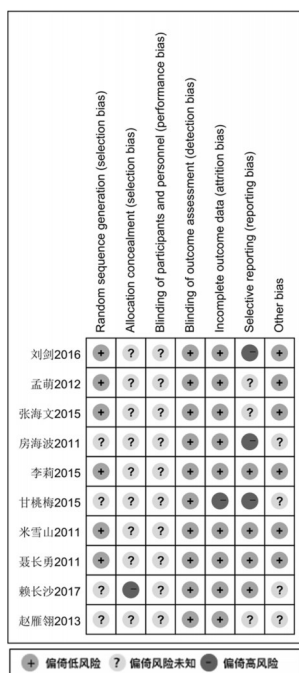 Random sequence generation (selection bias)
Allocation concealment (selection bias)
Blinding of participants and personnel (performance bias)
Blinding of outcome assessment (detection bias)
Incomplete outcome data (attrition bias)
Selective reporting (reporting bias)
Other bias
刘剑2016 + ? ? + + - +
孟萌2012 + ? ? + + ? +
张海文2015 + ? ? + + ? +
房海波2011 ? ? ? + + - ?
李莉2015 + ? ? + + + +
甘桃梅2015 ? ? ? + - - ?
米雪山2011 + ? ? + + + +
聂长勇2011 + ? ? + + + +
赖长沙2017 ? - ? + + + ?
赵雁翎2013 ? ? ? + + ? ?
+ 偏倚低风险 ? 偏倚风险未知 - 偏倚高风险